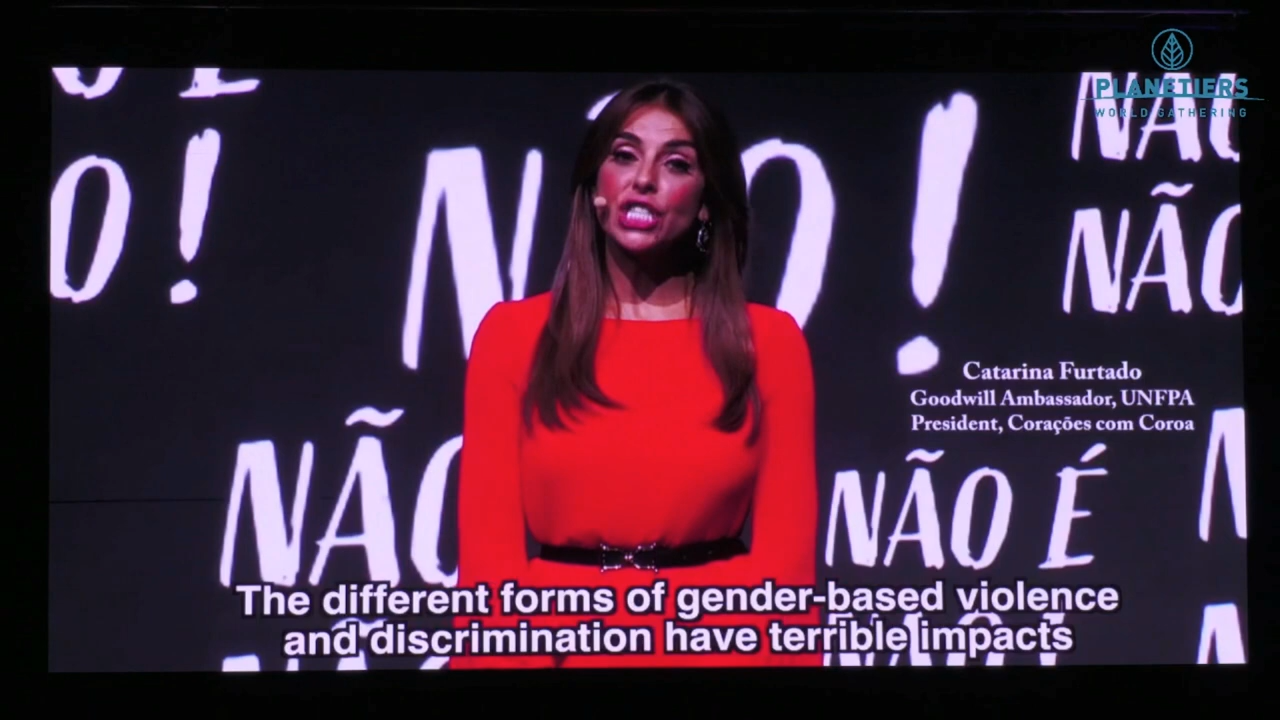 PLANETIERS
WORLD GATHERING
O!
NÃO
NÃO É
NÃO
Catarina Furtado
Goodwill Ambassador, UNFPA
President, Corações com Coroa
The different forms of gender-based violence
and discrimination have terrible impacts